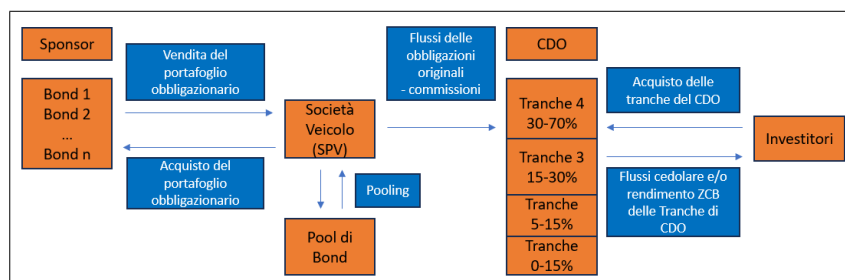 Sponsor
Vendita del
portafoglio
obbligazionario
Flussi delle
obbligazioni
originali
- commissioni
CDO
Bond 1
Bond 2
...
Bond n
Società
Veicolo
(SPV)
Tranche 4
30-70%
Acquisto delle
tranche del CDO
Investitori
Acquisto del
portafoglio
obbligazionario
Pooling
Tranche 3
15-30%
Flussi cedolare e/o
rendimento ZCB
delle Tranche di
CDO
Pool di
Bond
Tranche
5-15%
Tranche
0-15%